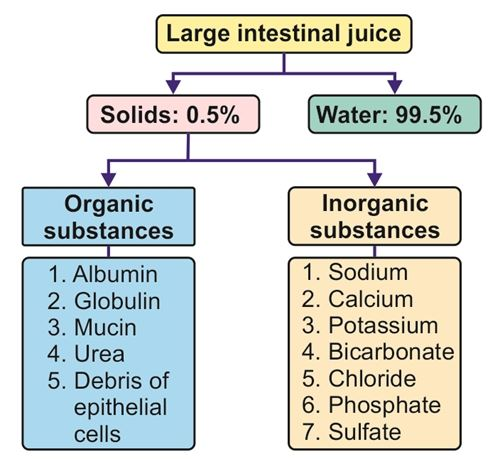 Large intestinal juice
Solids: 0.5%
Water: 99.5%
Organic
substances
Inorganic
substances
1. Albumin
2. Globulin
3. Mucin
4. Urea
5. Debris of
epithelial
cells
1. Sodium
2. Calcium
3. Potassium
4. Bicarbonate
5. Chloride
6. Phosphate
7. Sulfate